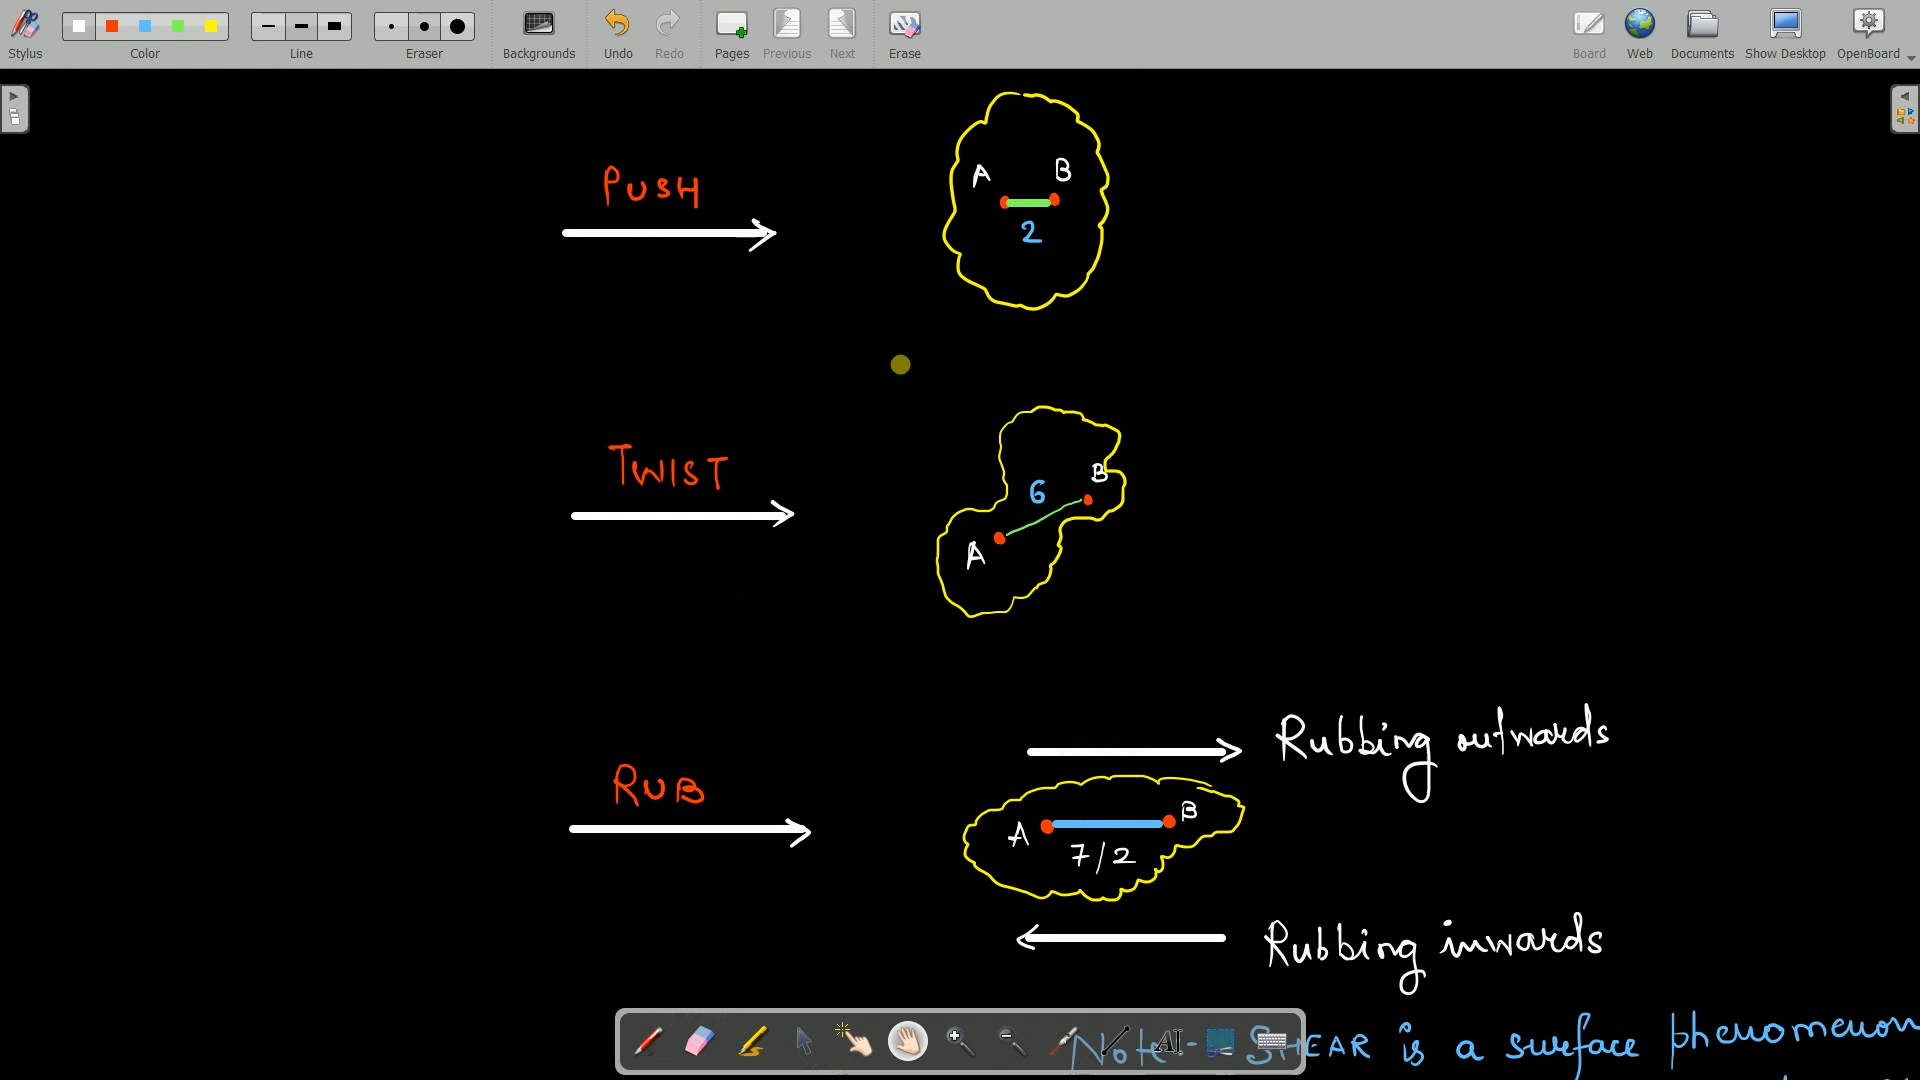 Stylus Color Line Eraser Backgrounds Undo Redo Pages Previous Next Erase Board Web Documents Show Desktop OpenBoard
PUSH
A B
2
TWIST
6 B
A
Rubbing outwards
RUB
A B
7/2
Rubbing inwards
Note:- SHEAR is a surface phenomenon